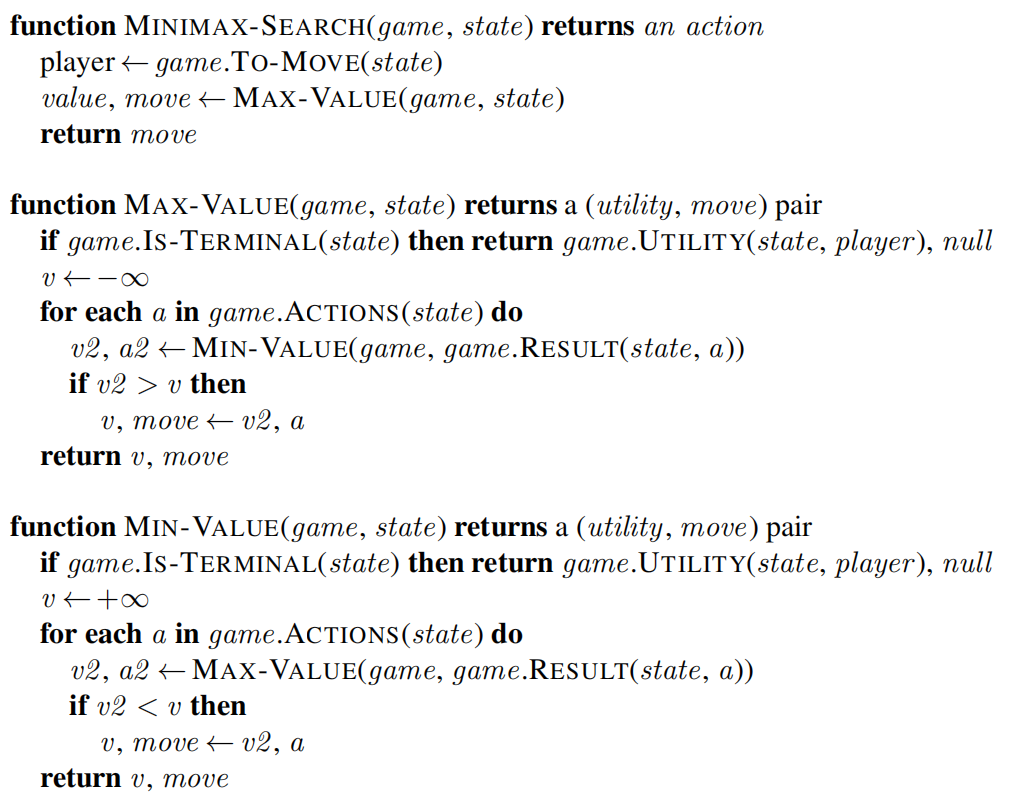 function MINIMAX-SEARCH(game, state) returns an action
player ← game.TO-MOVE(state)
value, move ← MAX-VALUE(game, state)
return move
function MAX-VALUE(game, state) returns a (utility, move) pair
if game.IS-TERMINAL(state) then return game.UTILITY(state, player), null
v ← −∞
for each a in game.ACTIONS(state) do
v2, a2 ← MIN-VALUE(game, game.RESULT(state, a))
if v2 > v then
v, move ← v2, a
return v, move
function MIN-VALUE(game, state) returns a (utility, move) pair
if game.IS-TERMINAL(state) then return game.UTILITY(state, player), null
v ← +∞
for each a in game.ACTIONS(state) do
v2, a2 ← MAX-VALUE(game, game.RESULT(state, a))
if v2 < v then
v, move ← v2, a
return v, move